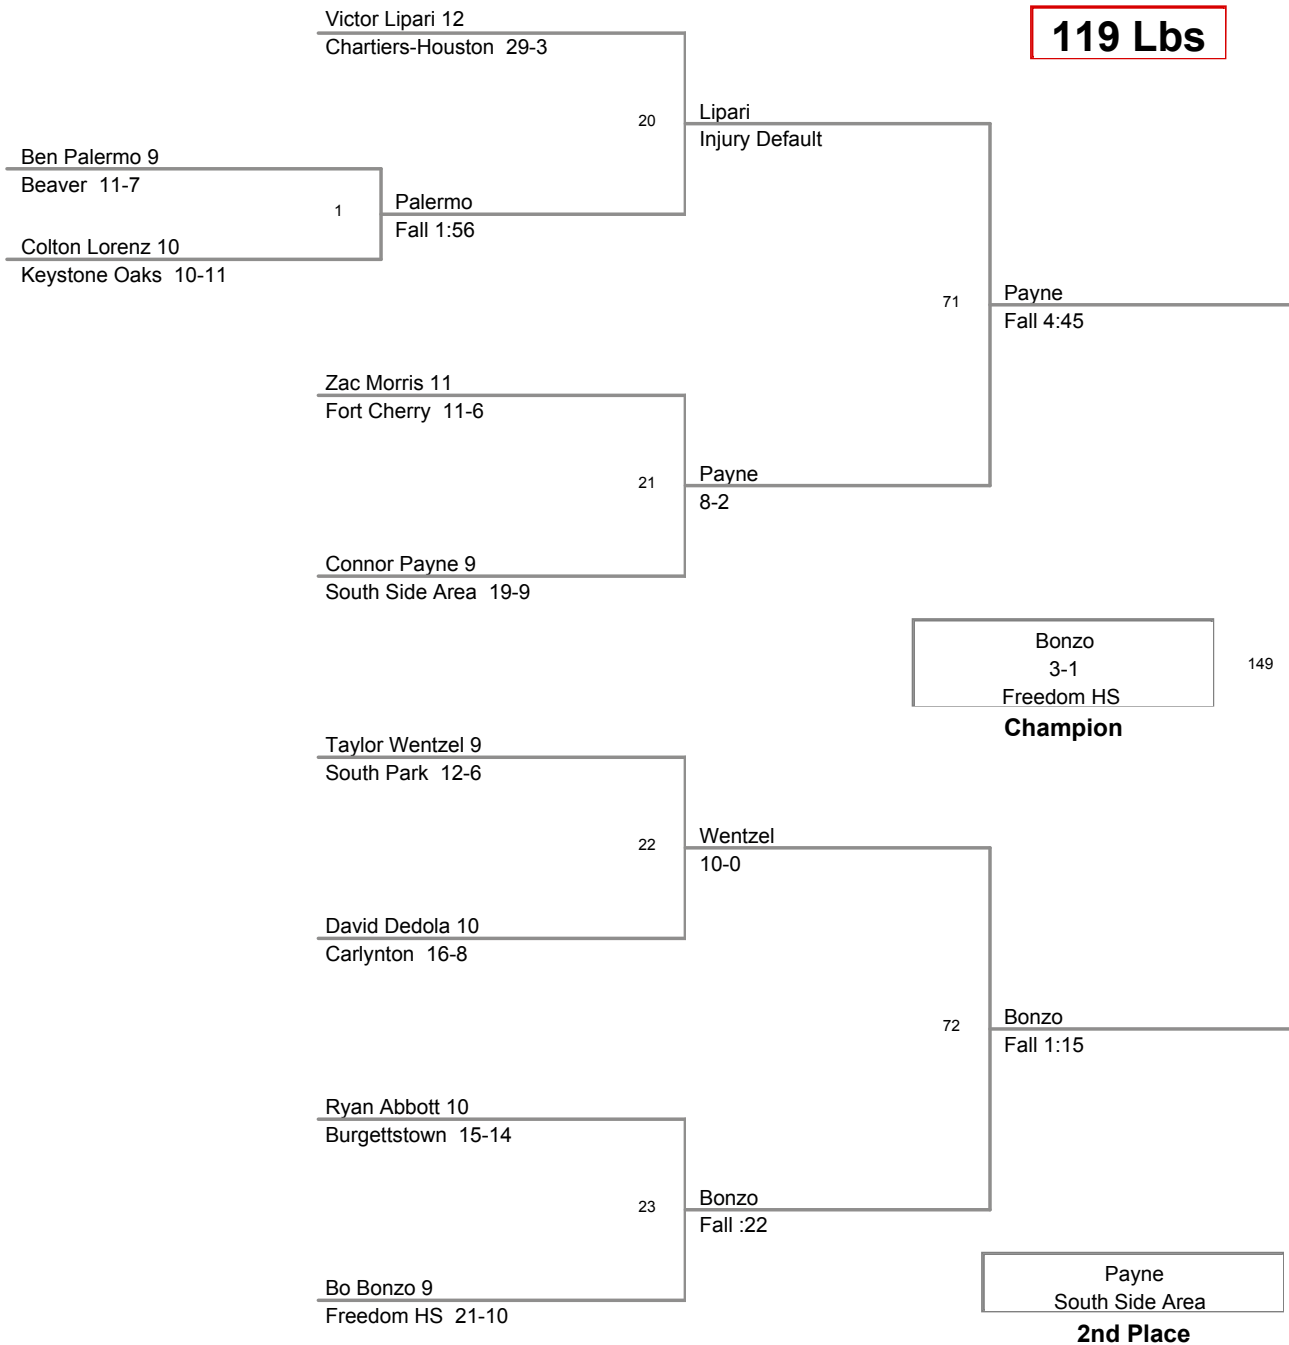 Victor Lipari 12
Chartiers-Houston 29-3
119 Lbs
20
Lipari
Injury Default
Ben Palermo 9
Beaver 11-7
1
Palermo
Fall 1:56
Colton Lorenz 10
Keystone Oaks 10-11
71
Payne
Fall 4:45
Zac Morris 11
Fort Cherry 11-6
21
Payne
8-2
Connor Payne 9
South Side Area 19-9
Bonzo
3-1
Freedom HS
149
Champion
Taylor Wentzel 9
South Park 12-6
22
Wentzel
10-0
David Dedola 10
Carlynton 16-8
72
Bonzo
Fall 1:15
Ryan Abbott 10
Burgettstown 15-14
23
Bonzo
Fall :22
Bo Bonzo 9
Freedom HS 21-10
Payne
South Side Area
2nd Place